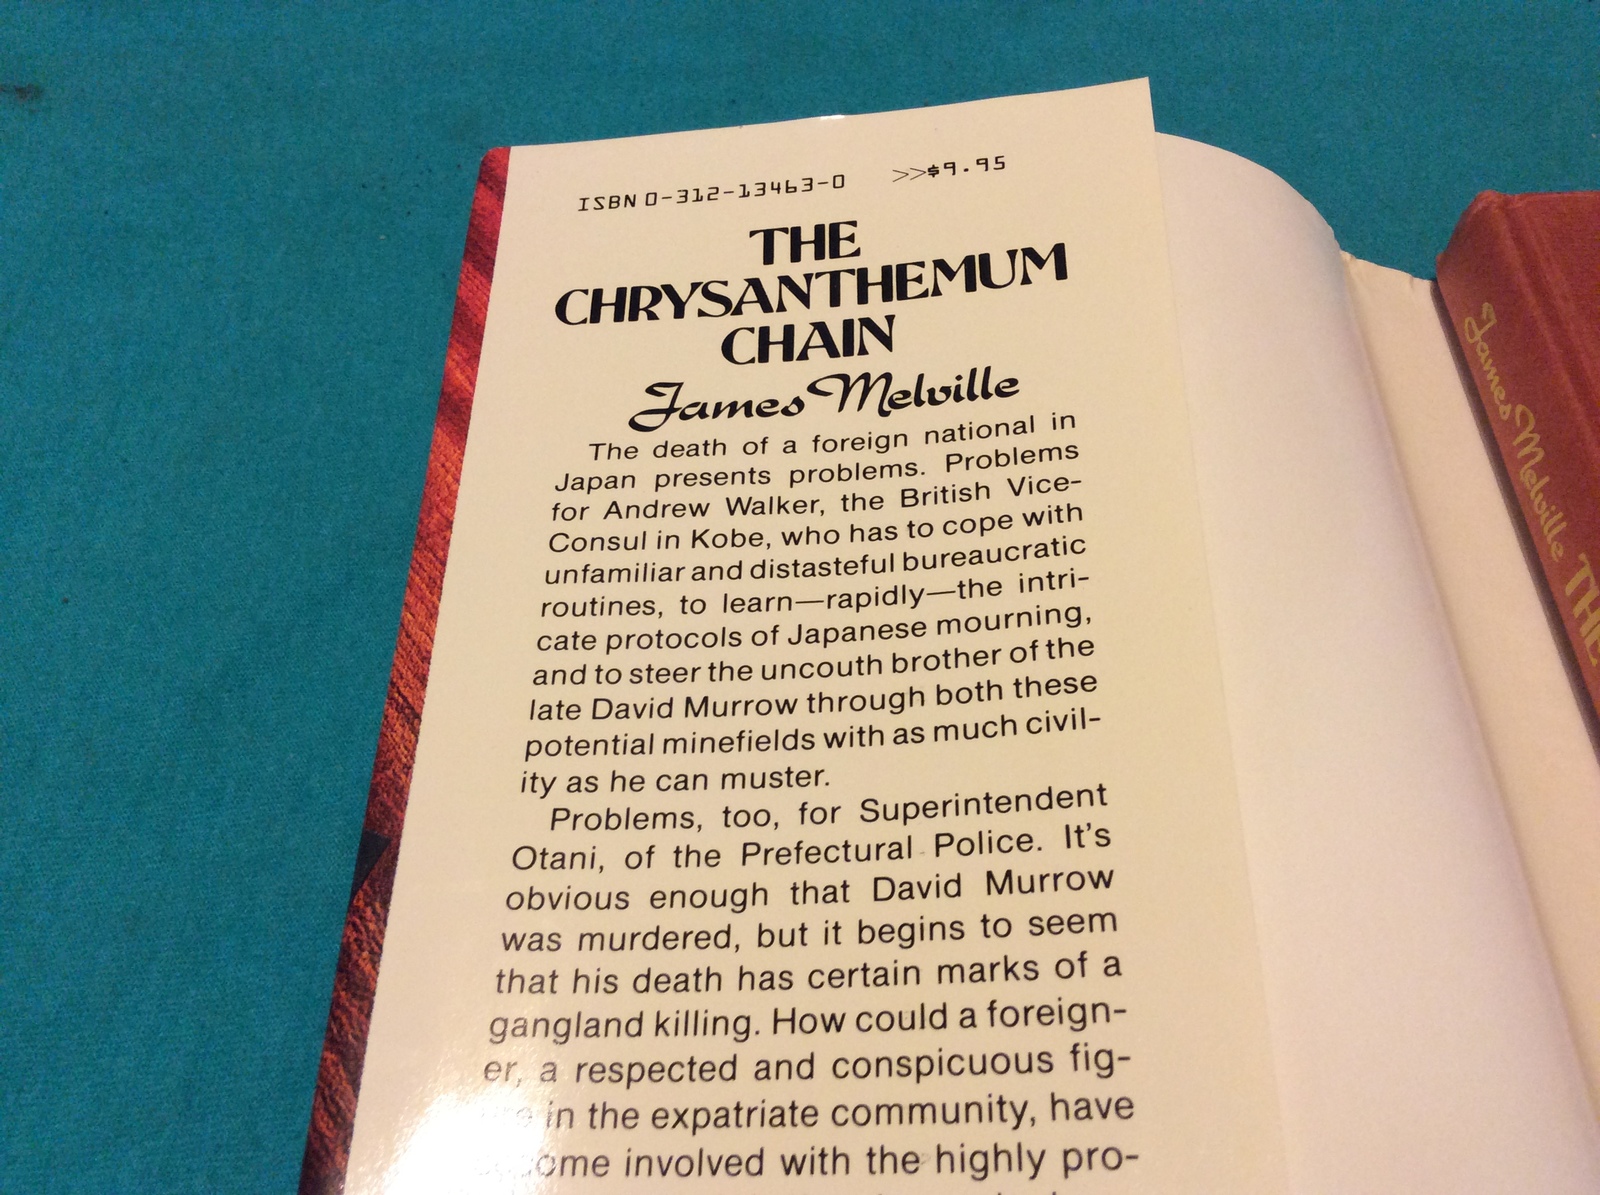 ISBN 0-312-13463-0 >>$9.95
THE
CHRYSANTHEMUM
CHAIN
James Melville
The death of a foreign national in
Japan presents problems. Problems
for Andrew Walker, the British Vice-
Consul in Kobe, who has to cope with
unfamiliar and distasteful bureaucratic
routines, to learn—rapidly—the intri-
cate protocols of Japanese mourning,
and to steer the uncouth brother of the
late David Murrow through both these
potential minefields with as much civil-
ity as he can muster.
Problems, too, for Superintendent
Otani, of the Prefectural Police. It's
obvious enough that David Murrow
was murdered, but it begins to seem
that his death has certain marks of a
gangland killing. How could a foreign-
er, a respected and conspicuous fig-
in the expatriate community, have
involved with the highly pro-
James Melville THE